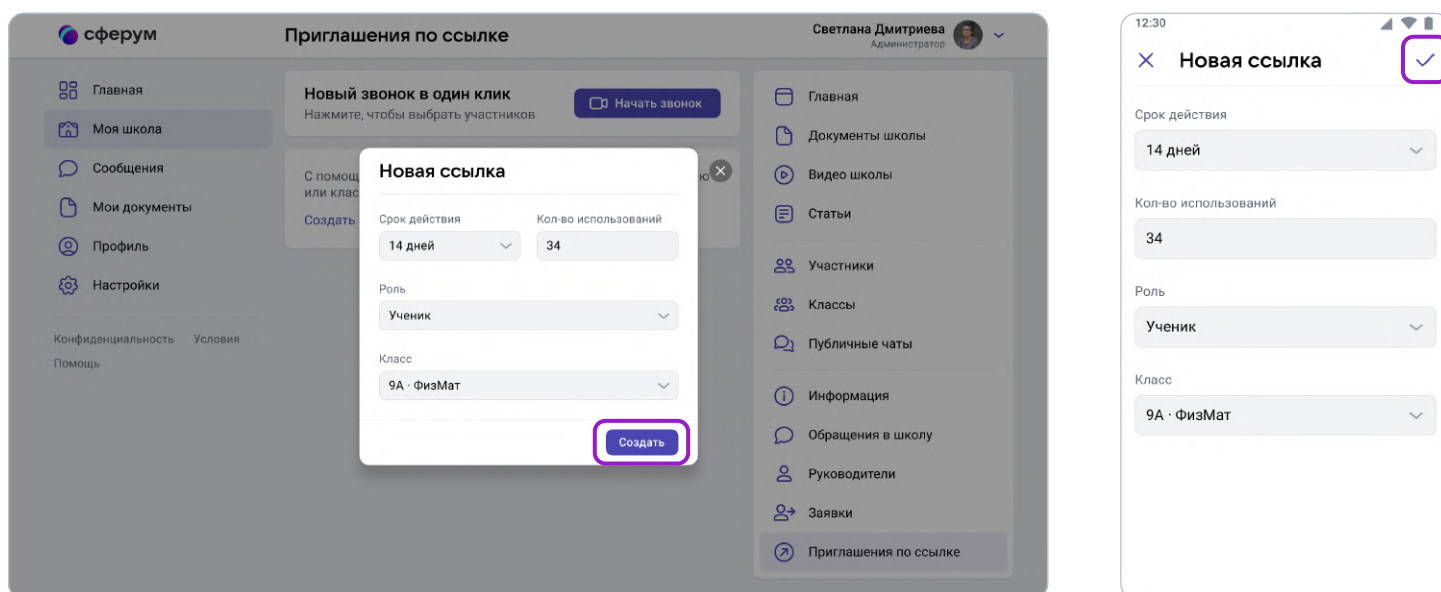 сферум
Приглашения по ссылке
Светлана Дмитриева
Администратор
Главная
Моя школа
Сообщения
Мои документы
Профиль
Настройки
Конфиденциальность Условия
Помощь
Новый звонок в один клик
Нажмите, чтобы выбрать участников
Начать звонок
С помощ
ю
или клас
Создать
Новая ссылка
Срок действия Кол-во использований
14 дней 34
Роль
Ученик
Класс
9А · ФизМат
Создать
Главная
Документы школы
Видео школы
Статьи
Участники
Классы
Публичные чаты
Информация
Обращения в школу
Руководители
Заявки
Приглашения по ссылке
12:30
Новая ссылка
Срок действия
14 дней
Кол-во использований
34
Роль
Ученик
Класс
9А · ФизМат